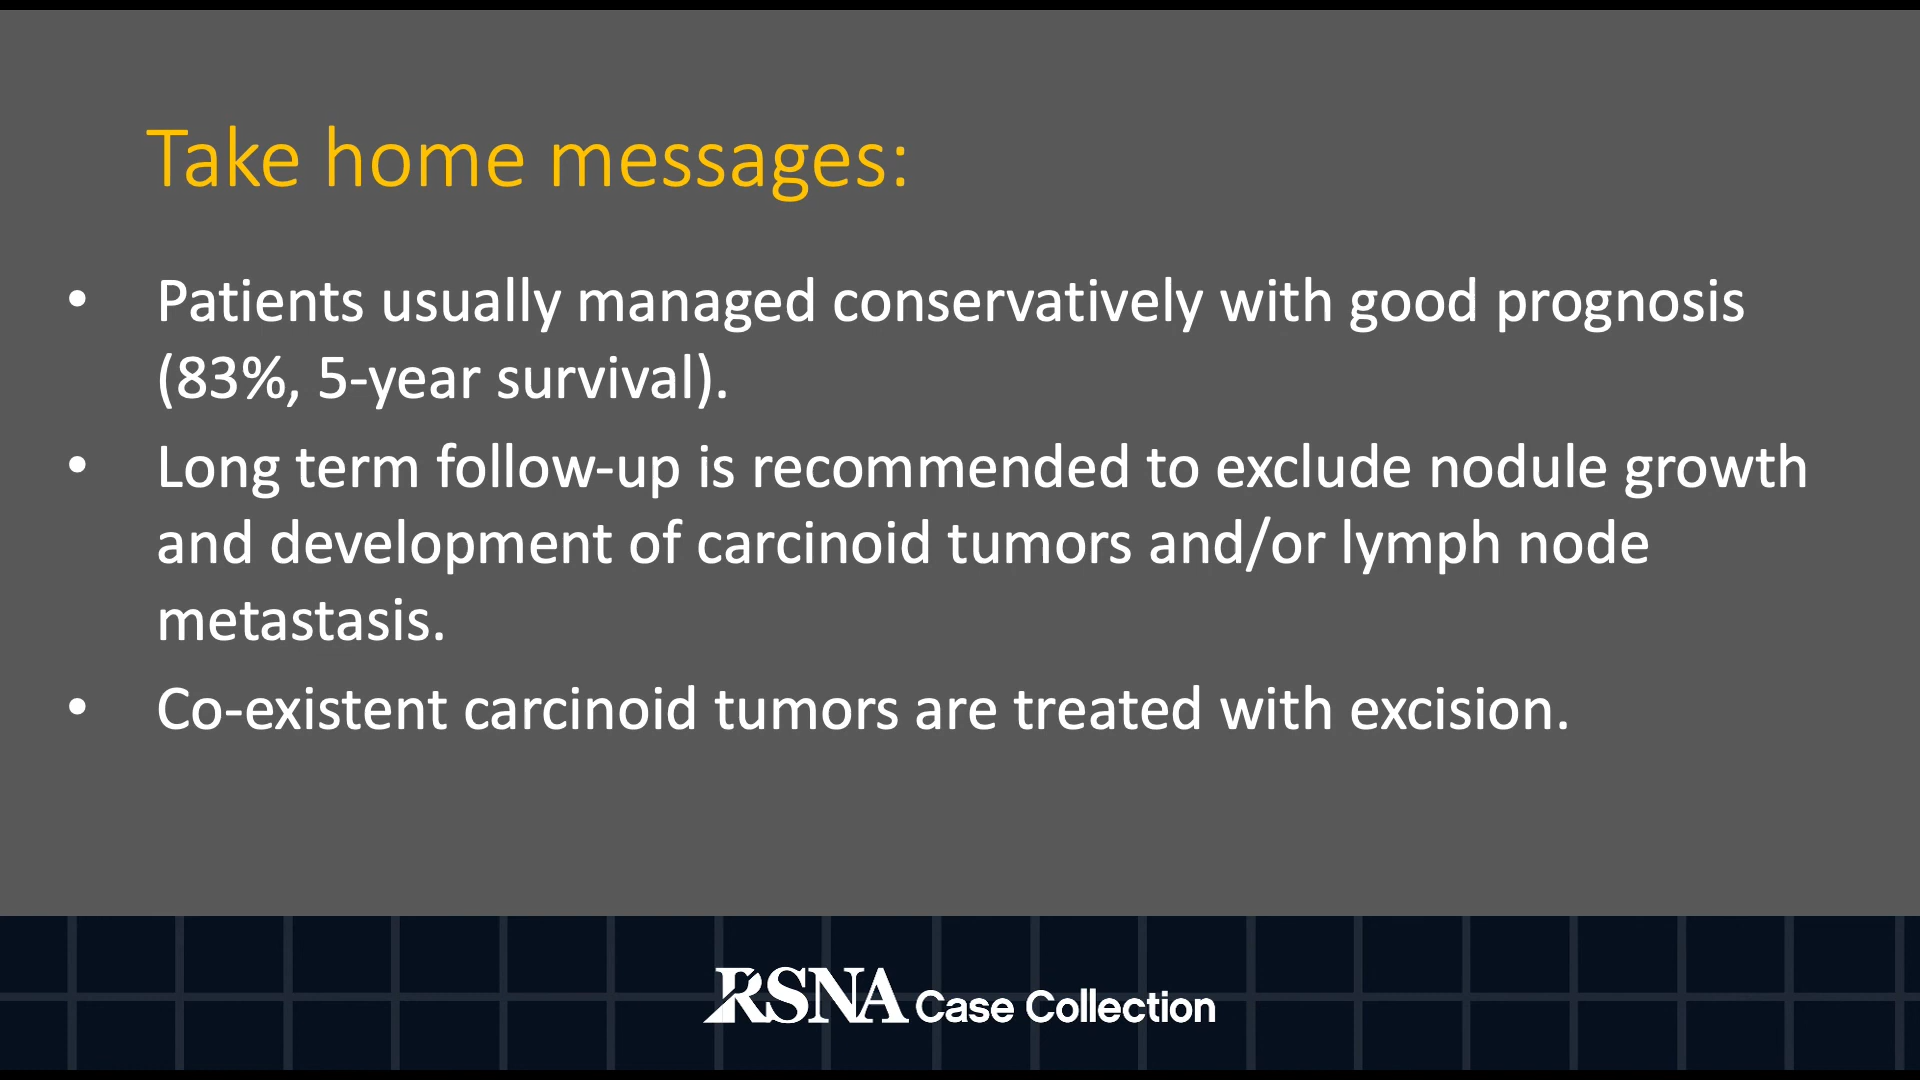 Take home messages:
• Patients usually managed conservatively with good prognosis
(83%, 5-year survival).
• Long term follow-up is recommended to exclude nodule growth
and development of carcinoid tumors and/or lymph node
metastasis.
• Co-existent carcinoid tumors are treated with excision.
RSNA Case Collection